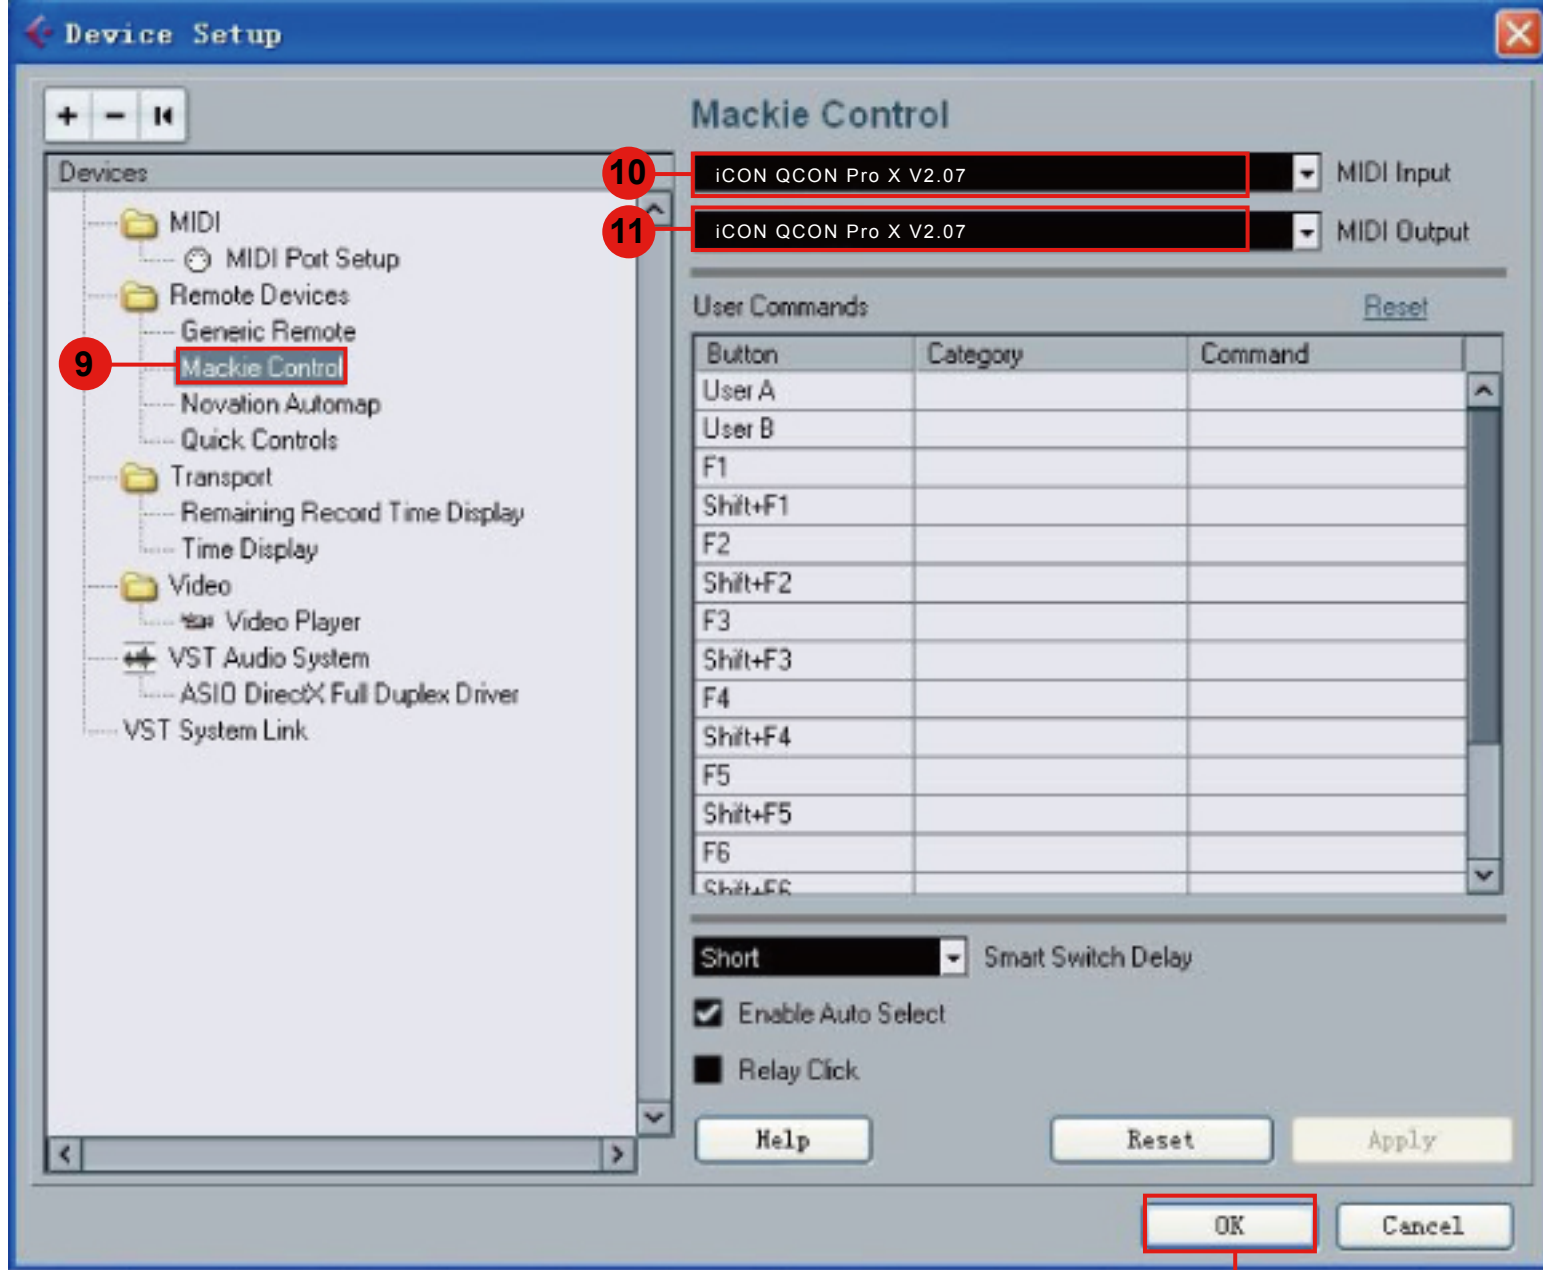 Device Setup
+ - 
Mackie Control
Devices
MIDI
MIDI Port Setup
Remote Devices
Generic Remote
9
Mackie Control
Novation Automap
Quick Controls
Transport
Remaining Record Time Display
Time Display
Video
Video Player
VST Audio System
ASIO DirectX Full Duplex Driver
VST System Link
10 iCON QCON Pro X V2.07 MIDI Input
11 iCON QCON Pro X V2.07 MIDI Output
User Commands Reset
Button Category Command
User A
User B
F1
Shift+F1
F2
Shift+F2
F3
Shift+F3
F4
Shift+F4
F5
Shift+F5
F6
Shift+F6
Short Smart Switch Delay
Enable Auto Select
Relay Click
Help Reset Apply
OK Cancel